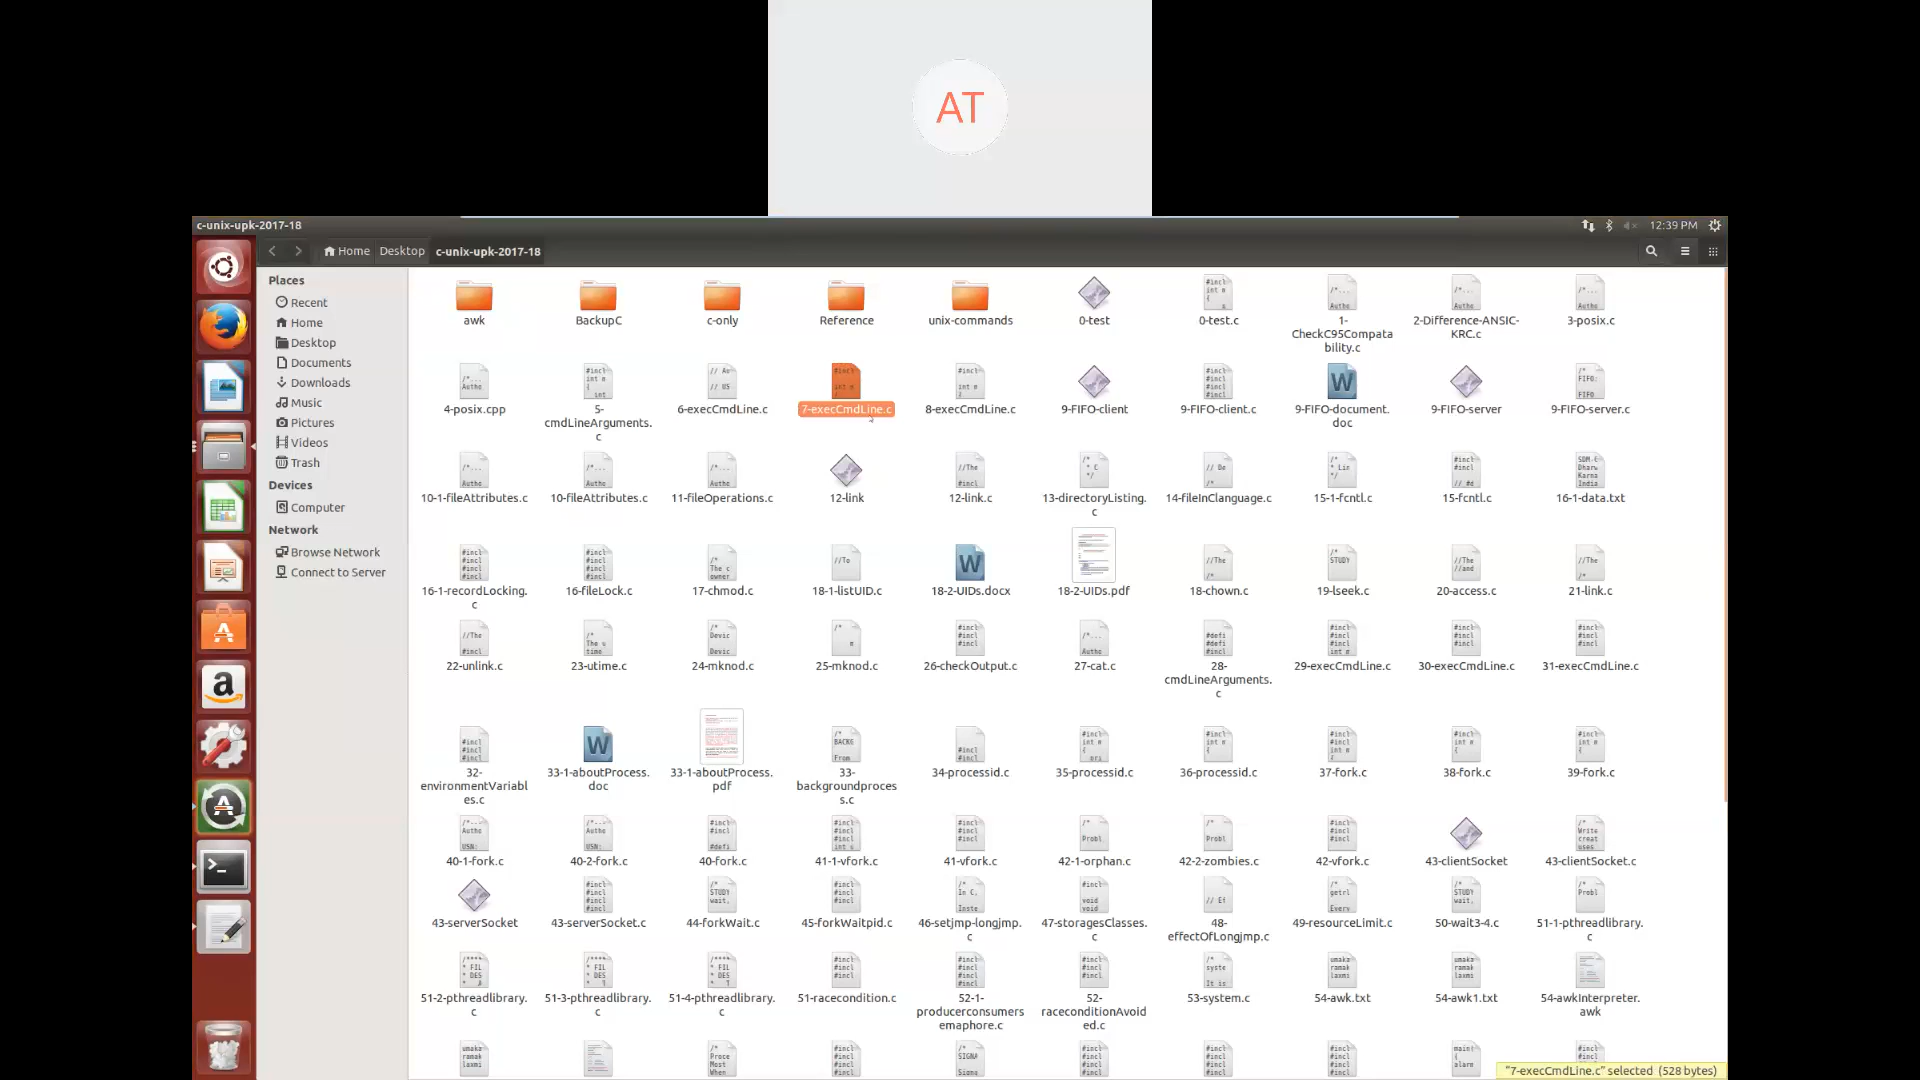 AT
c-unix-upk-2017-18
12:39 PM
Home Desktop c-unix-upk-2017-18
Places
Recent
Home
Desktop
Documents
Downloads
Music
Pictures
Videos
Trash
Devices
Computer
Network
Browse Network
Connect to Server
awk BackupC c-only Reference unix-commands 0-test 0-test.c 1-CheckC95Compatability.c 2-Difference-ANSIC-KRC.c 3-posix.c
4-posix.cpp 5-cmdLineArguments.c 6-execCmdLine.c 7-execCmdLine.c 8-execCmdLine.c 9-FIFO-client 9-FIFO-client.c 9-FIFO-document.doc 9-FIFO-server 9-FIFO-server.c
10-1-fileAttributes.c 10-fileAttributes.c 11-fileOperations.c 12-link 12-link.c 13-directoryListing.c 14-fileInClanguage.c 15-1-fcntl.c 15-fcntl.c 16-1-data.txt
16-1-recordLocking.c 16-fileLock.c 17-chmod.c 18-1-listUID.c 18-2-UIDs.docx 18-2-UIDs.pdf 18-chown.c 19-lseek.c 20-access.c 21-link.c
22-unlink.c 23-utime.c 24-mknod.c 25-mknod.c 26-checkOutput.c 27-cat.c 28-cmdLineArguments.c 29-execCmdLine.c 30-execCmdLine.c 31-execCmdLine.c
32-environmentVariables.c 33-1-aboutProcess.doc 33-1-aboutProcess.pdf 33-backgroundprocess.c 34-processid.c 35-processid.c 36-processid.c 37-fork.c 38-fork.c 39-fork.c
40-1-fork.c 40-2-fork.c 40-fork.c 41-1-vfork.c 41-vfork.c 42-1-orphan.c 42-2-zombies.c 42-vfork.c 43-clientSocket 43-clientSocket.c
43-serverSocket 43-serverSocket.c 44-forkWait.c 45-forkWaitpid.c 46-setjmp-longjmp.c 47-storagesClasses.c 48-effectOfLongjmp.c 49-resourceLimit.c 50-wait3-4.c 51-1-pthreadlibrary.c
51-2-pthreadlibrary.c 51-3-pthreadlibrary.c 51-4-pthreadlibrary.c 51-racecondition.c 52-1-producerconsumersemaphore.c 52-raceconditionAvoided.c 53-system.c 54-awk.txt 54-awk1.txt 54-awkInterpreter.awk
"7-execCmdLine.c" selected (528 bytes)